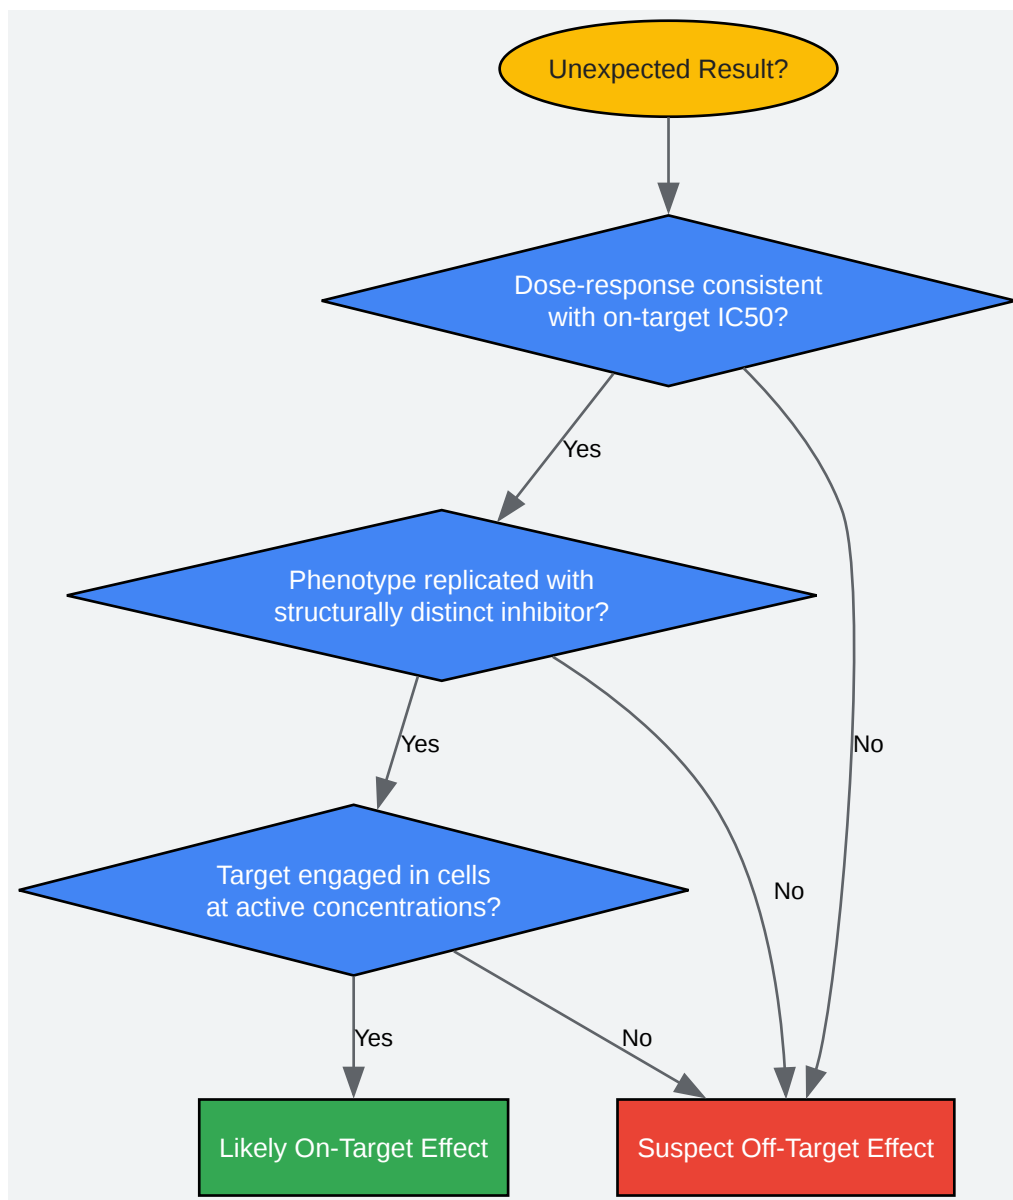 Unexpected Result?
Dose-response consistent
with on-target IC50?
Yes
Phenotype replicated with
structurally distinct inhibitor?
Yes
No
Target engaged in cells
at active concentrations?
No
Yes
No
Likely On-Target Effect
Suspect Off-Target Effect